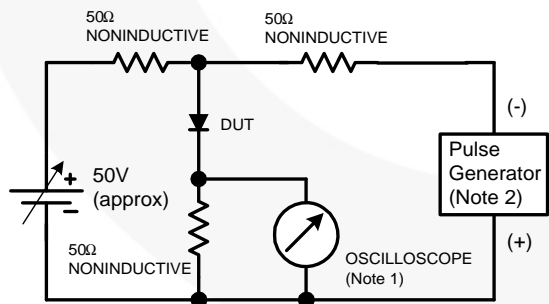 50Ω
NONINDUCTIVE
50Ω
NONINDUCTIVE
DUT
(-)
+
50V
(approx)
-
Pulse
Generator
(Note 2)
50Ω
NONINDUCTIVE
OSCILLOSCOPE
(Note 1)
(+)